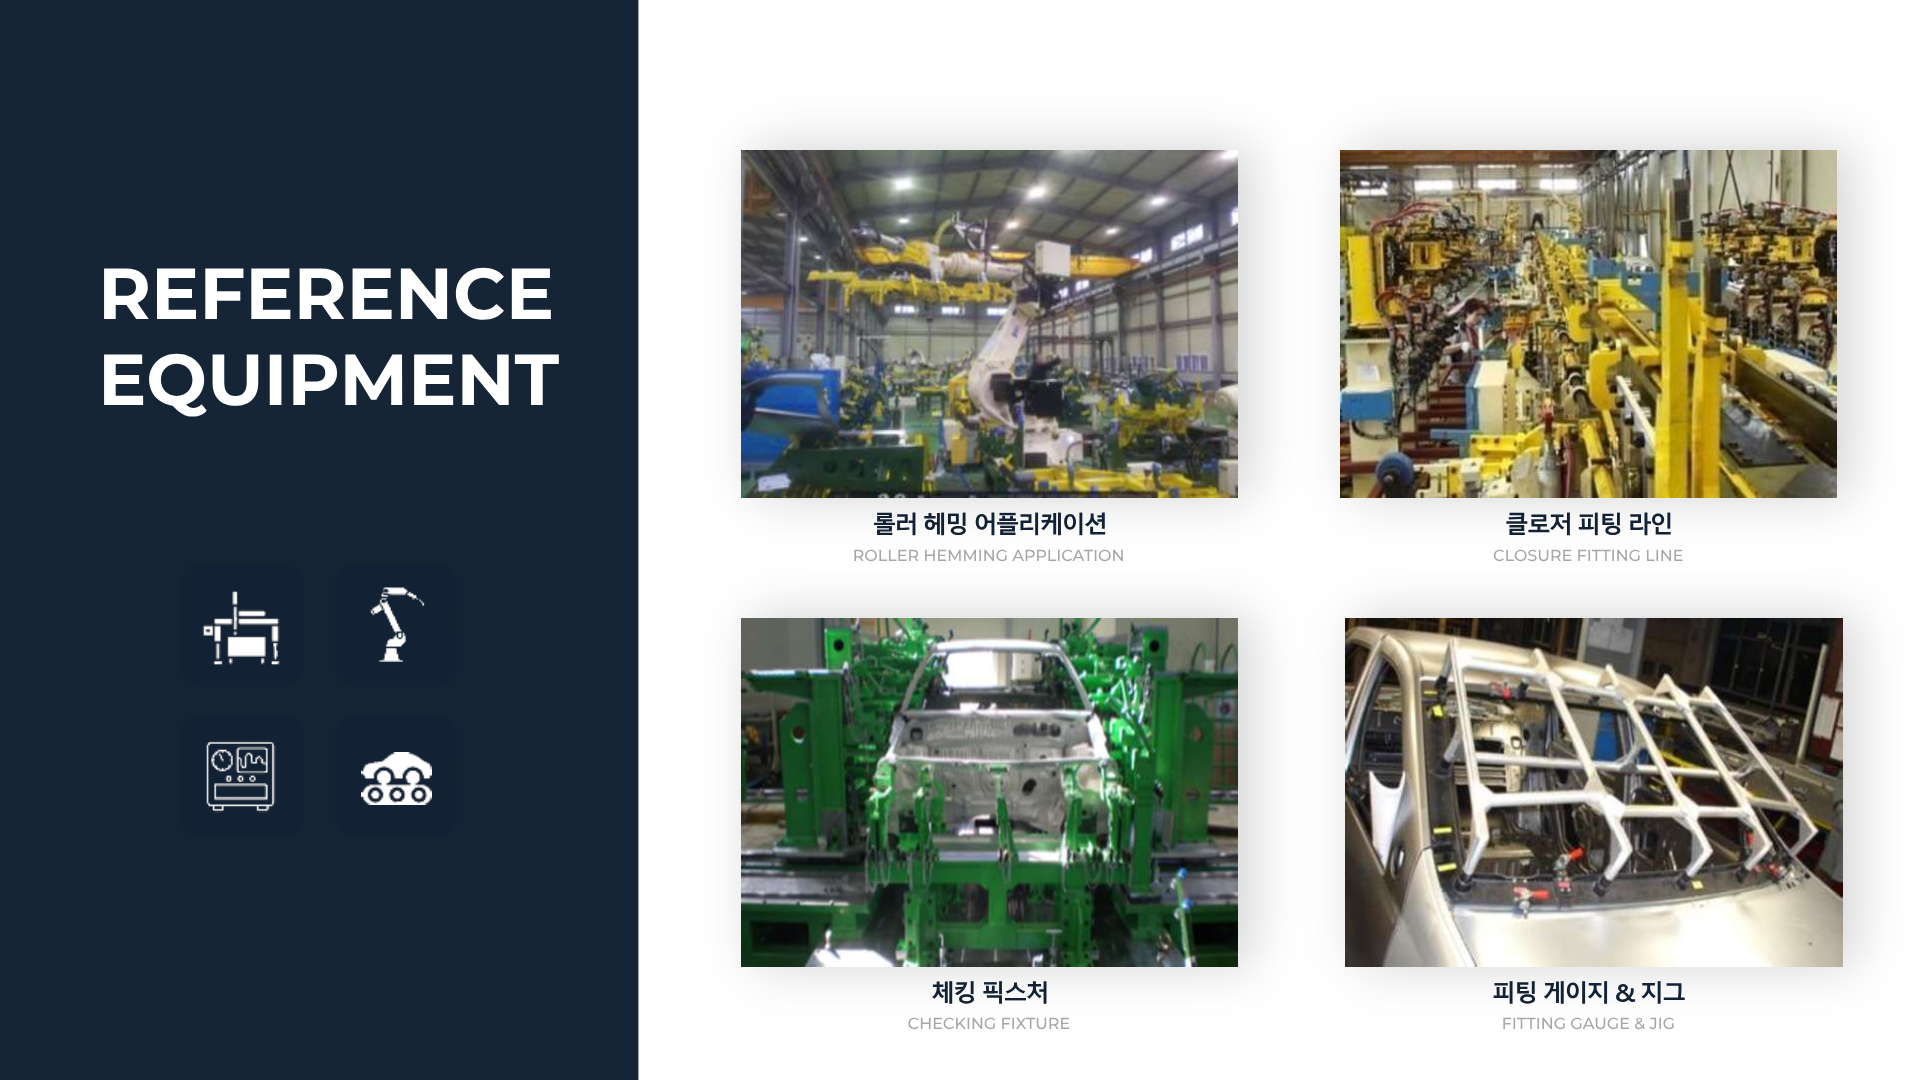 REFERENCE
EQUIPMENT
롤러 헤밍 어플리케이션
ROLLER HEMMING APPLICATION
클로저 피팅 라인
CLOSURE FITTING LINE
체킹 픽스처
CHECKING FIXTURE
피팅 게이지 & 지그
FITTING GAUGE & JIG